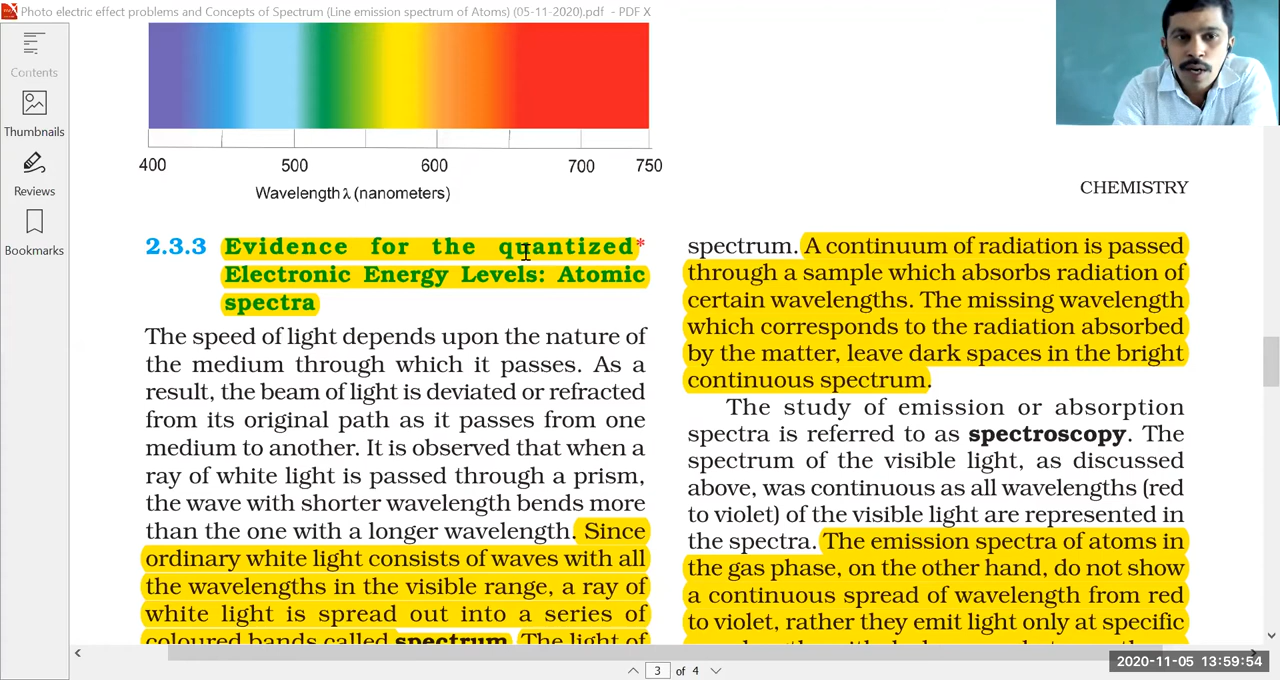 Photo electric effect problems and Concepts of Spectrum (Line emission spectrum of Atoms) (05-11-2020).pdf - PDF X
Contents
Thumbnails
Reviews
Bookmarks
400 500 600 700 750
Wavelength λ (nanometers)
2.3.3 Evidence for the quantized*
Electronic Energy Levels: Atomic
spectra
The speed of light depends upon the nature of
the medium through which it passes. As a
result, the beam of light is deviated or refracted
from its original path as it passes from one
medium to another. It is observed that when a
ray of white light is passed through a prism,
the wave with shorter wavelength bends more
than the one with a longer wavelength. Since
ordinary white light consists of waves with all
the wavelengths in the visible range, a ray of
white light is spread out into a series of
coloured bands called spectrum. The light of
CHEMISTRY
spectrum. A continuum of radiation is passed
through a sample which absorbs radiation of
certain wavelengths. The missing wavelength
which corresponds to the radiation absorbed
by the matter, leave dark spaces in the bright
continuous spectrum.
The study of emission or absorption
spectra is referred to as spectroscopy. The
spectrum of the visible light, as discussed
above, was continuous as all wavelengths (red
to violet) of the visible light are represented in
the spectra. The emission spectra of atoms in
the gas phase, on the other hand, do not show
a continuous spread of wavelength from red
to violet, rather they emit light only at specific
3 of 4
2020-11-05 13:59:54